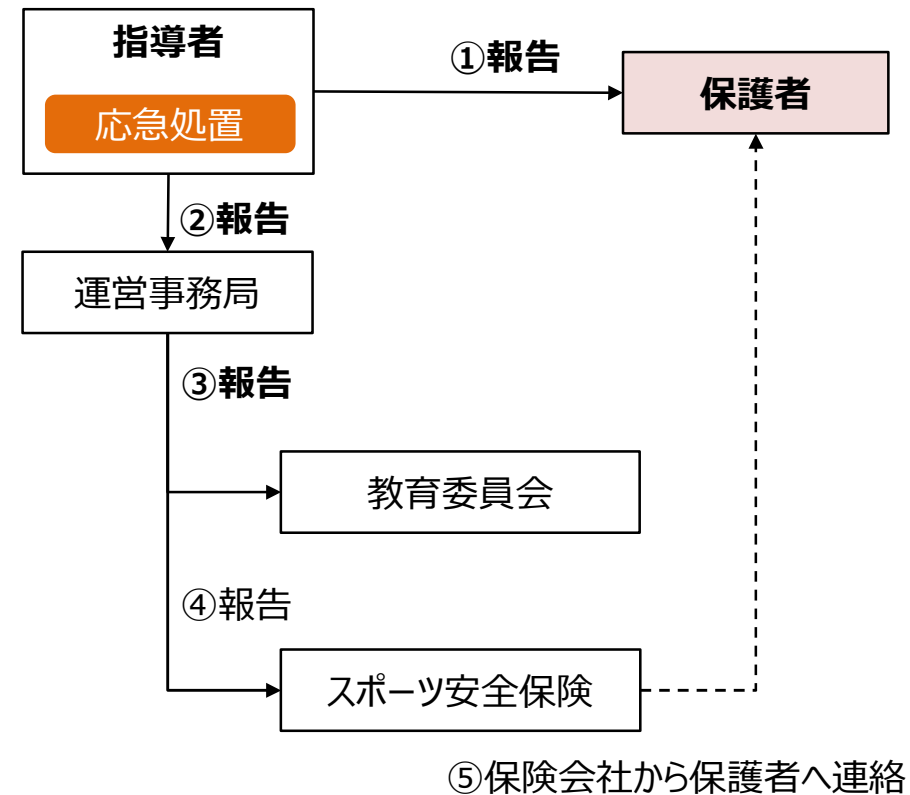 指導者
①報告
保護者
応急処置
②報告
運営事務局
③報告
教育委員会
④報告
スポーツ安全保険
⑤保険会社から保護者へ連絡